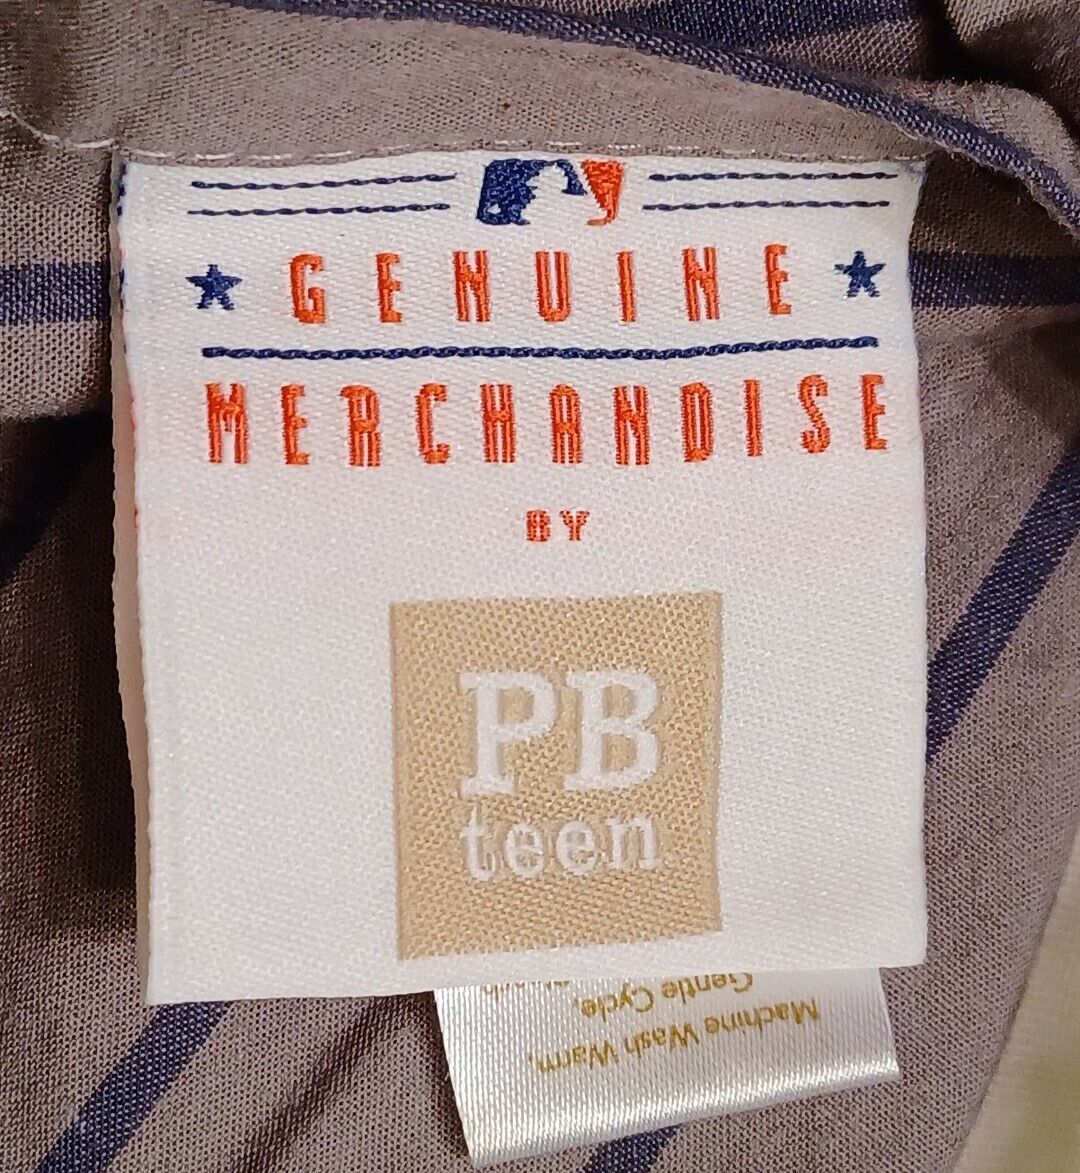 GENUINE
MERCHANDISE
BY
PB
teen
Machine Wash Warm,
Gentle Cycle,